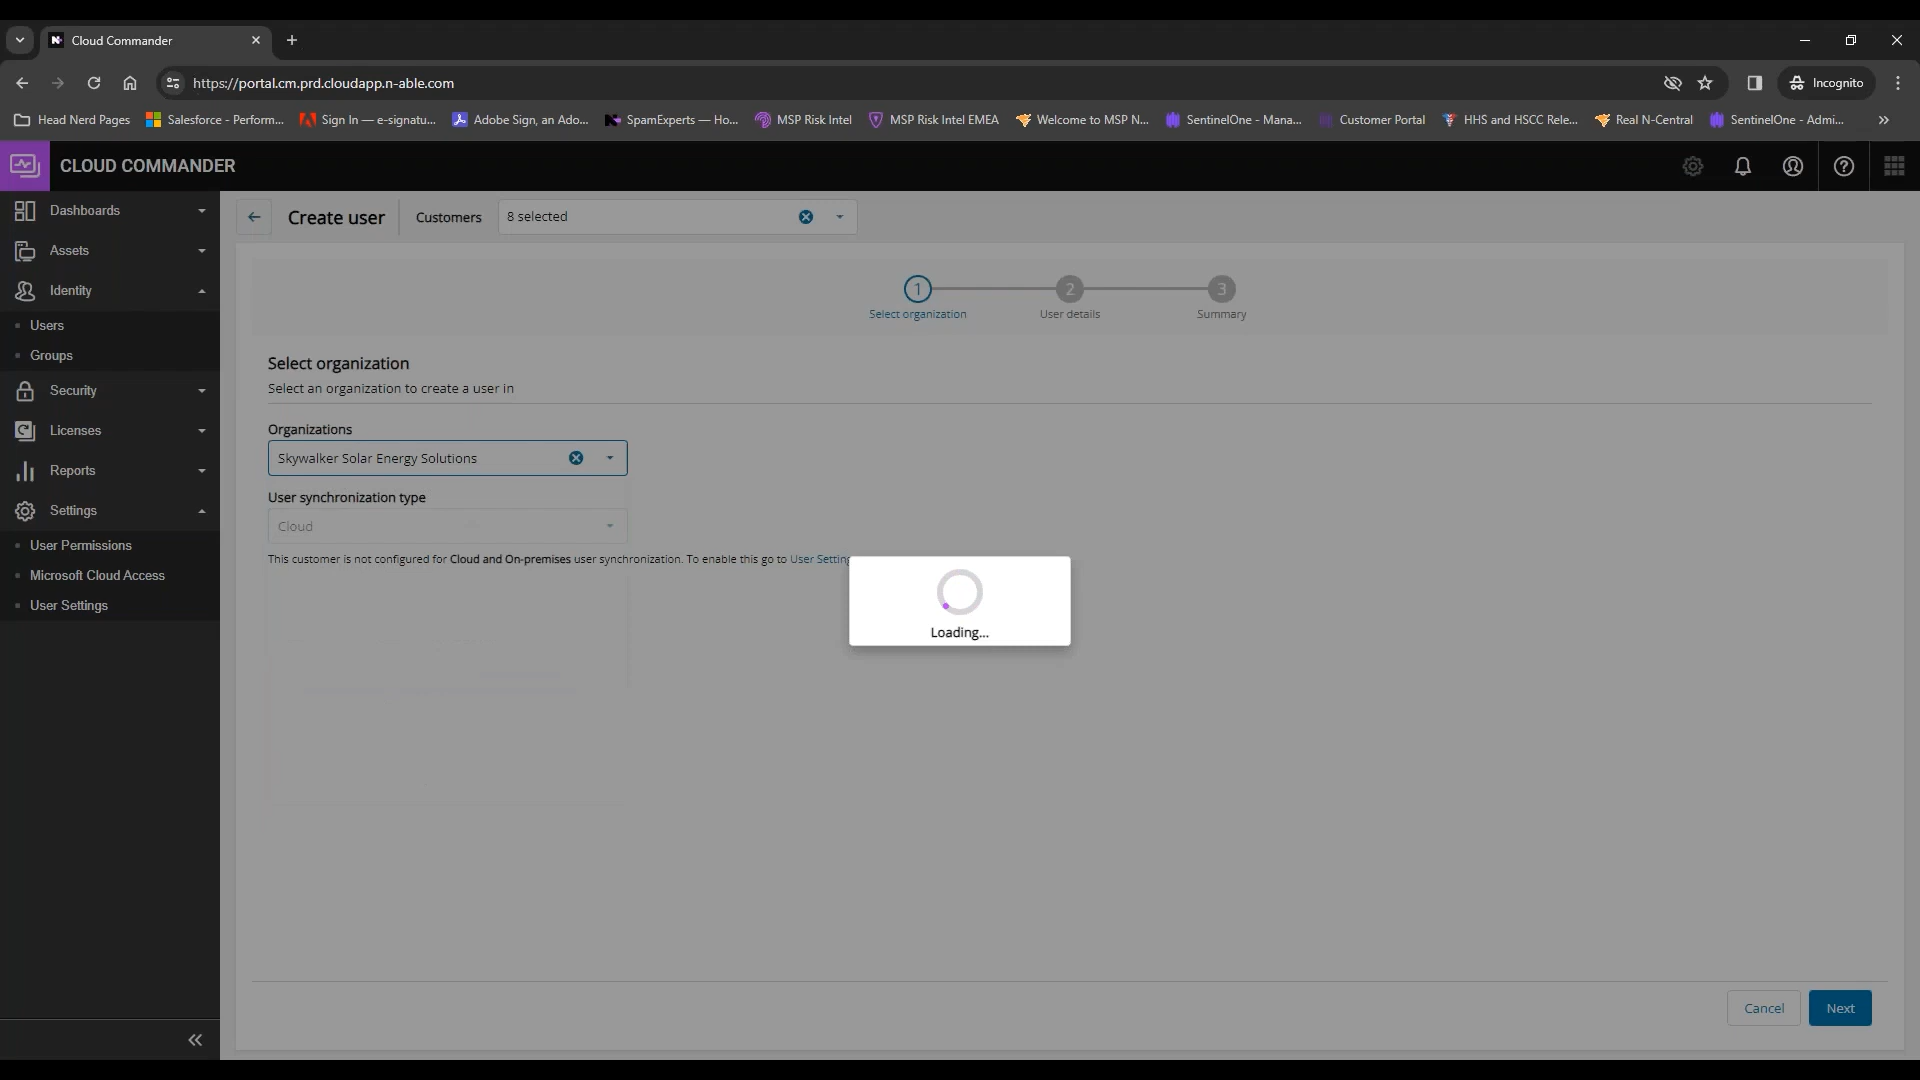 Cloud Commander
https://portal.cm.prd.cloudapp.n-able.com
Incognito
Head Nerd Pages
Salesforce - Perform...
Sign In — e-signatu...
Adobe Sign, an Ado...
SpamExperts — Ho...
MSP Risk Intel
MSP Risk Intel EMEA
Welcome to MSP N...
SentinelOne - Mana...
Customer Portal
HHS and HSCC Rele...
Real N-Central
SentinelOne - Admi...
CLOUD COMMANDER
Dashboards
Assets
Identity
Users
Groups
Security
Licenses
Reports
Settings
User Permissions
Microsoft Cloud Access
User Settings
Create user
Customers
8 selected
1
2
3
Select organization
User details
Summary
Select organization
Select an organization to create a user in
Organizations
Skywalker Solar Energy Solutions
User synchronization type
Cloud
This customer is not configured for Cloud and On-premises user synchronization. To enable this go to User Setting
Loading...
Cancel
Next